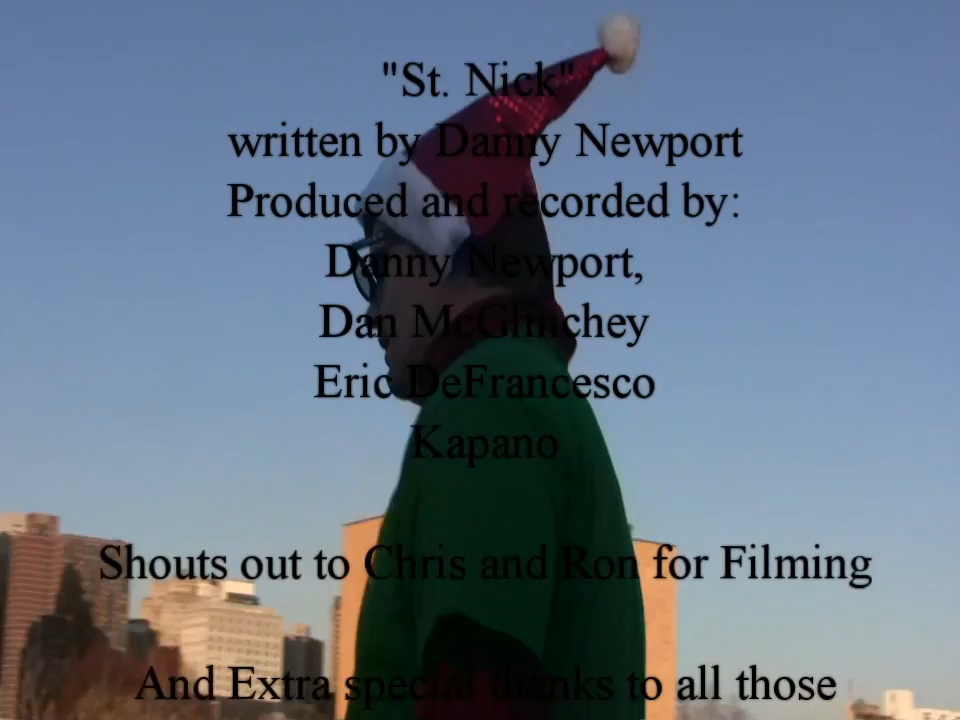 "St. Nick"
written by Danny Newport
Produced and recorded by:
Danny Newport,
Dan McGlinchey
Eric DeFrancesco
Kapano
Shouts out to Chris and Ron for Filming
And Extra special thanks to all those